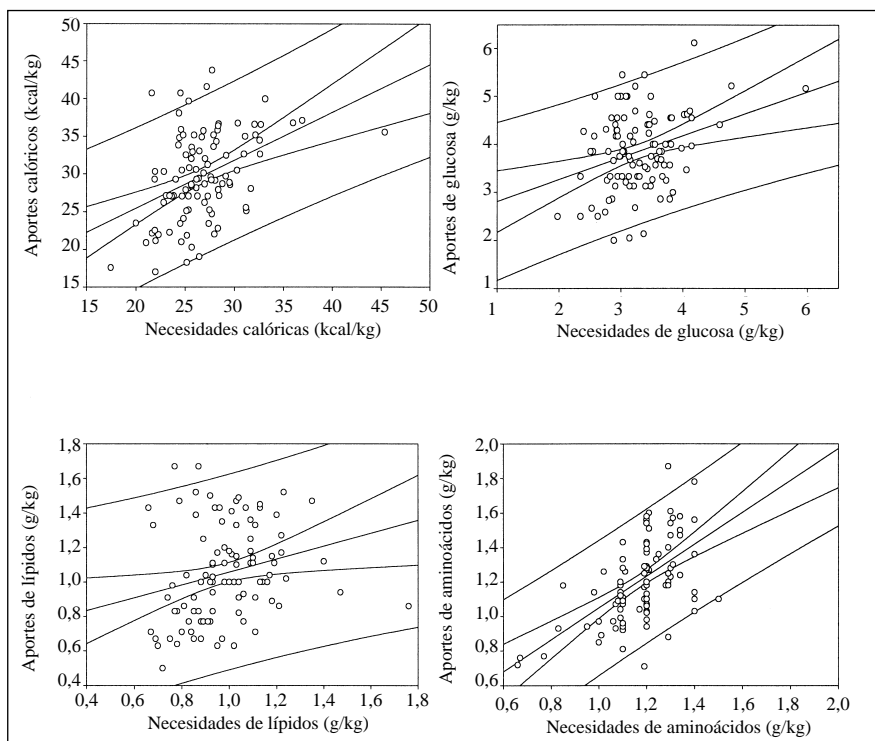 Aportes calóricos (kcal/kg)
50
45
40
35
30
25
20
15
15 20 25 30 35 40 45 50
Necesidades calóricas (kcal/kg)
Aportes de glucosa (g/kg)
6
5
4
3
2
1
1 2 3 4 5 6
Necesidades de glucosa (g/kg)
Aportes de lípidos (g/kg)
1,8
1,6
1,4
1,2
1,0
0,8
0,6
0,4
0,4 0,6 0,8 1,0 1,2 1,4 1,6 1,8
Necesidades de lípidos (g/kg)
Aportes de aminoácidos (g/kg)
2,0
1,8
1,6
1,4
1,2
1,0
0,8
0,6
0,6 0,8 1,0 1,2 1,4 1,6 1,8 2,0
Necesidades de aminoácidos (g/kg)